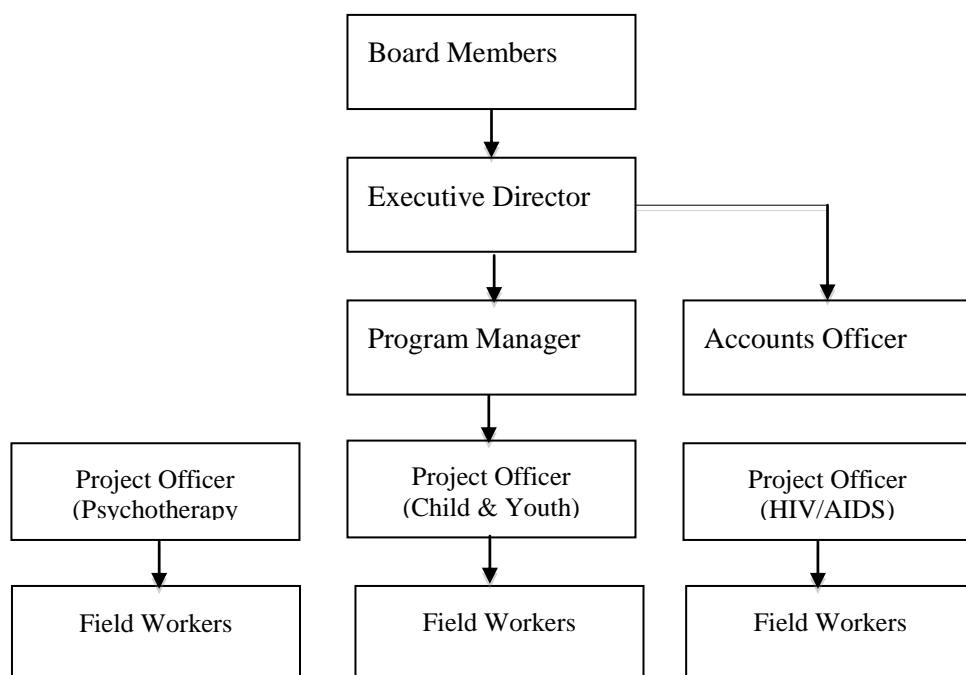 Board Members
Executive Director
Program Manager
Accounts Officer
Project Officer
(Psychotherapy
Project Officer
(Child & Youth)
Project Officer
(HIV/AIDS)
Field Workers
Field Workers
Field Workers